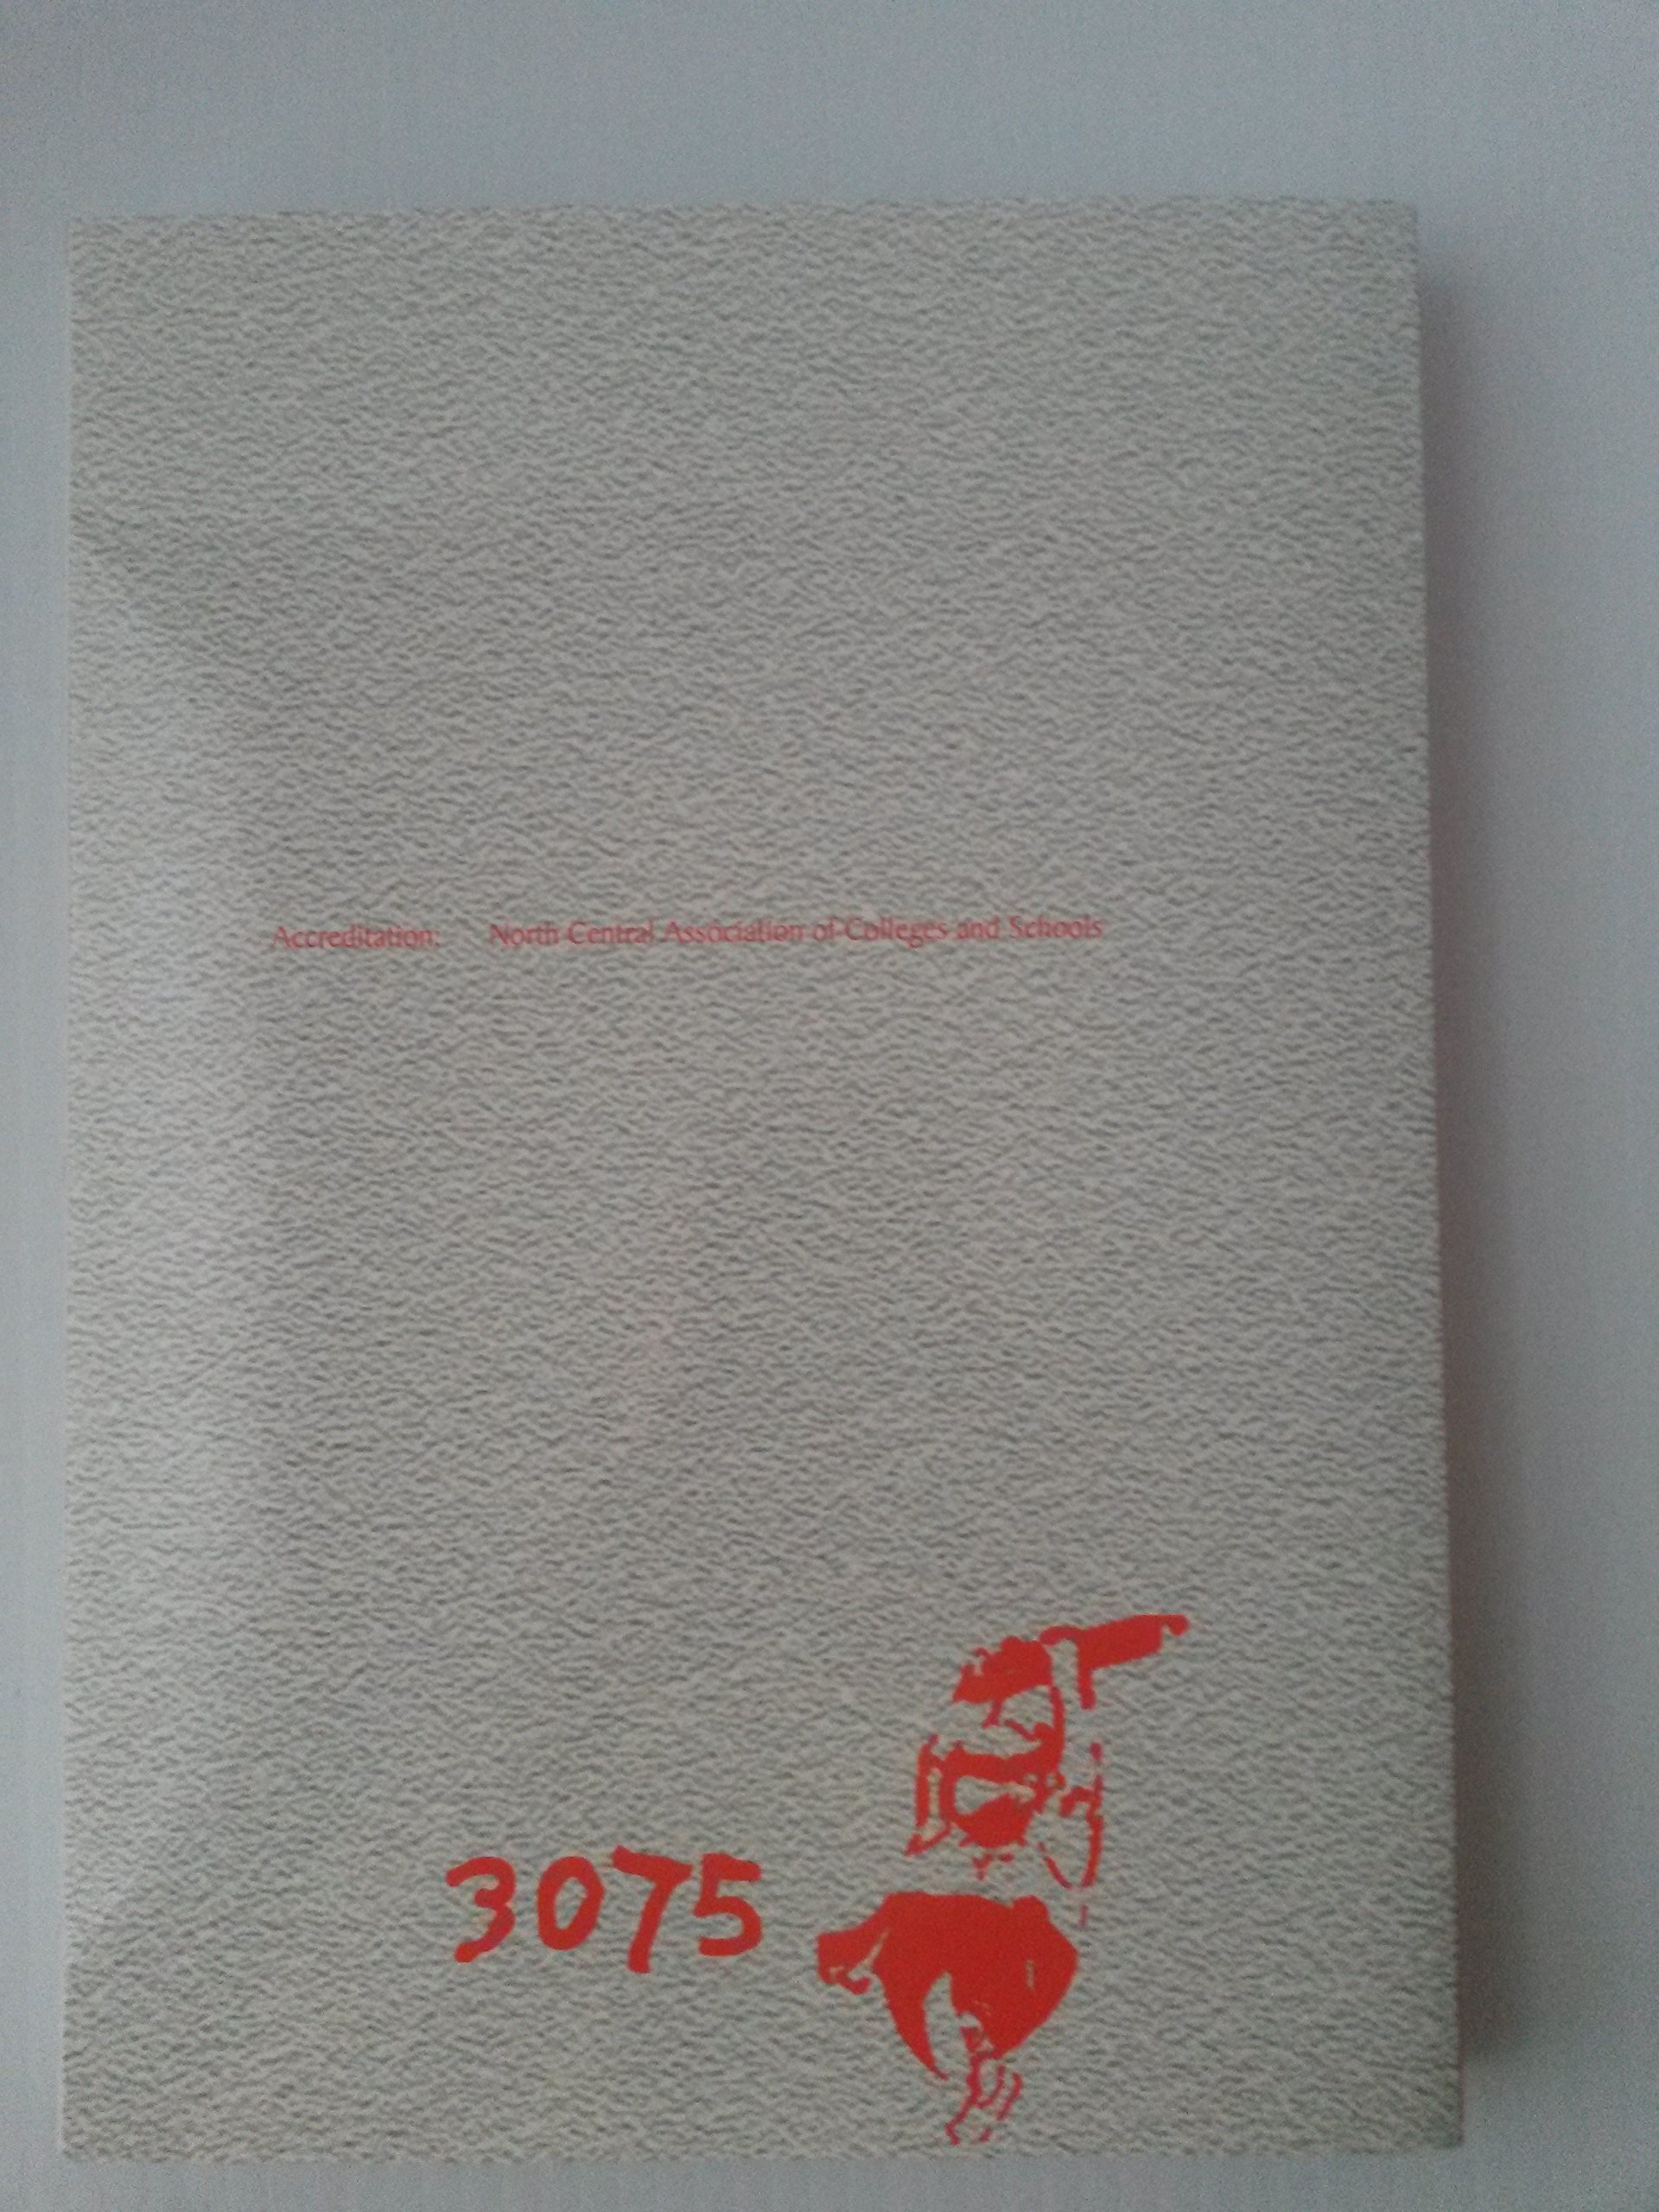 Accreditation: North Central Association of Colleges and Schools
3075